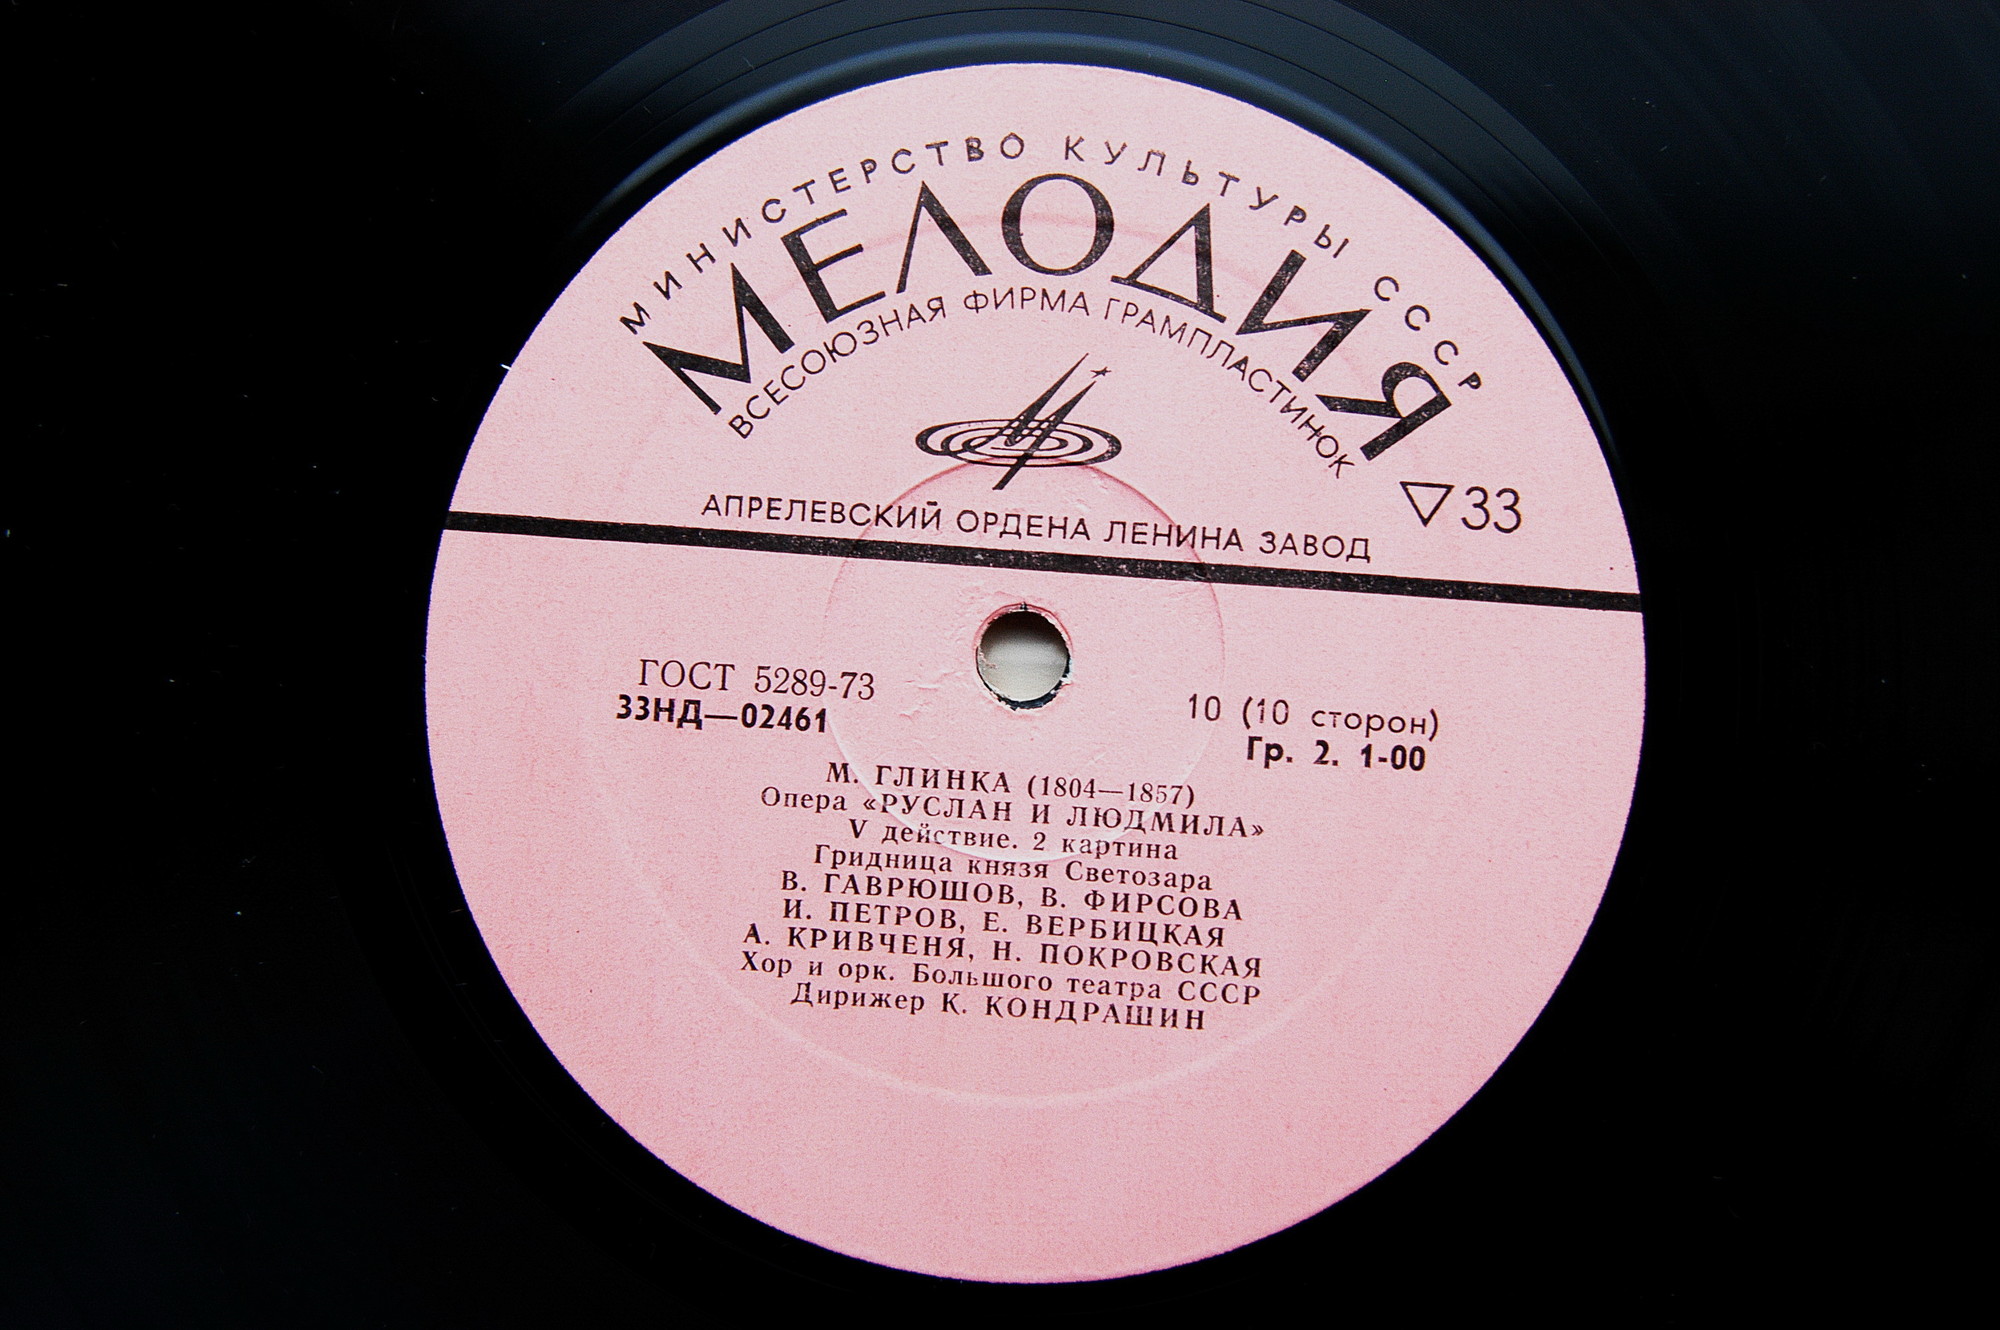 МИНИСТЕРСТВО КУЛЬТУРЫ СССР
МЕЛОДИЯ
ВСЕСОЮЗНАЯ ФИРМА ГРАМПЛАСТИНОК
▽33
АПРЕЛЕВСКИЙ ОРДЕНА ЛЕНИНА ЗАВОД
ГОСТ 5289-73
33НД—02461
10 (10 сторон)
Гр. 2. 1-00
М. ГЛИНКА (1804—1857)
Опера «РУСЛАН И ЛЮДМИЛА»
V действие. 2 картина
Гридница князя Светозара
В. ГАВРЮШОВ, В. ФИРСОВА
И. ПЕТРОВ, Е. ВЕРБИЦКАЯ
А. КРИВЧЕНЯ, Н. ПОКРОВСКАЯ
Хор и орк. Большого театра СССР
Дирижер К. КОНДРАШИН